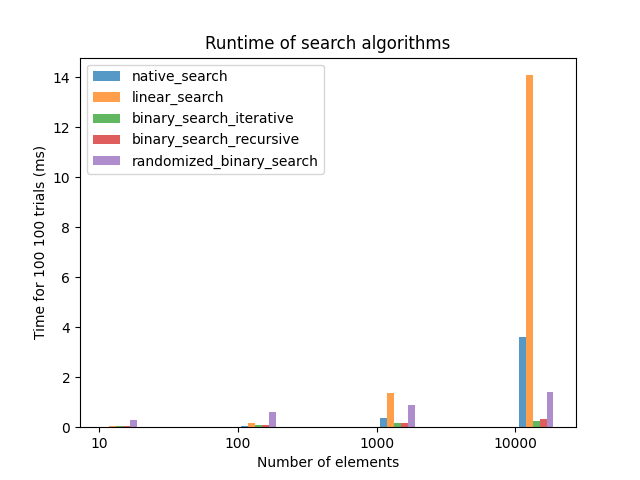 Runtime of search algorithms
native_search
linear_search
binary_search_iterative
binary_search_recursive
randomized_binary_search
Time for 100 100 trials (ms)
14
12
10
8
6
4
2
0
10 100 1000 10000
Number of elements